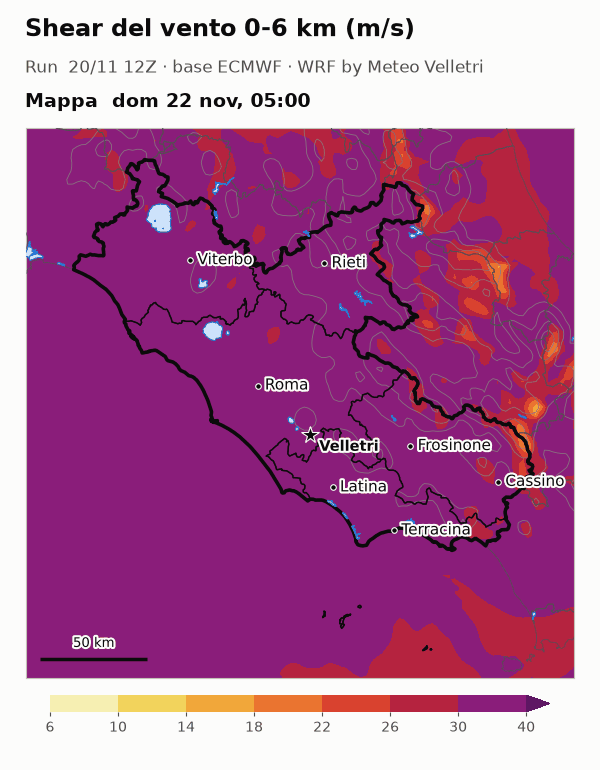 Shear del vento 0-6 km (m/s)
Run 20/11 12Z · base ECMWF · WRF by Meteo Velletri
Mappa dom 22 nov, 05:00
Viterbo
Rieti
Roma
Velletri
Frosinone
Cassino
Latina
Terracina
50 km
6 10 14 18 22 26 30 40